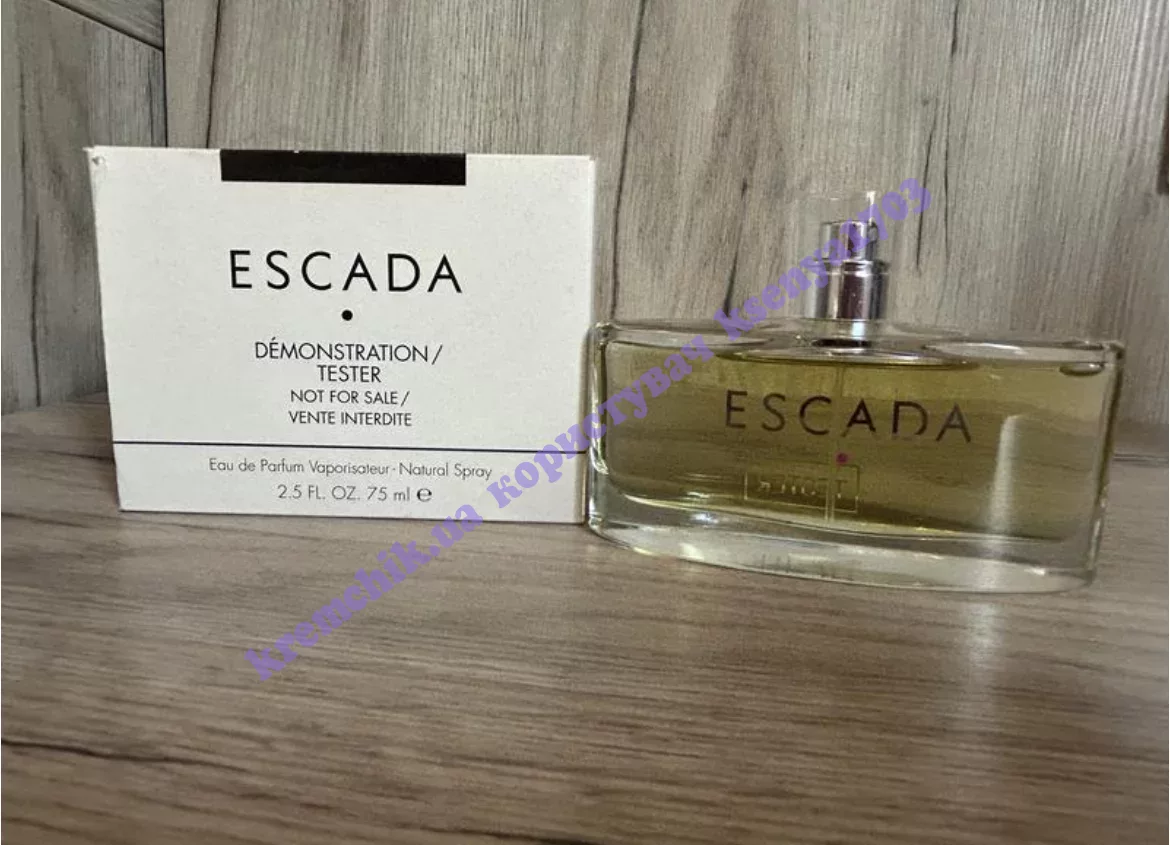 ESCADA
DÉMONSTRATION/
TESTER
NOT FOR SALE/
VENTE INTERDITE
Eau de Parfum Vaporisateur - Natural Spray
2.5 FL. OZ. 75 ml ℮
ESCADA
kremchik.ua користувач ksenya1703